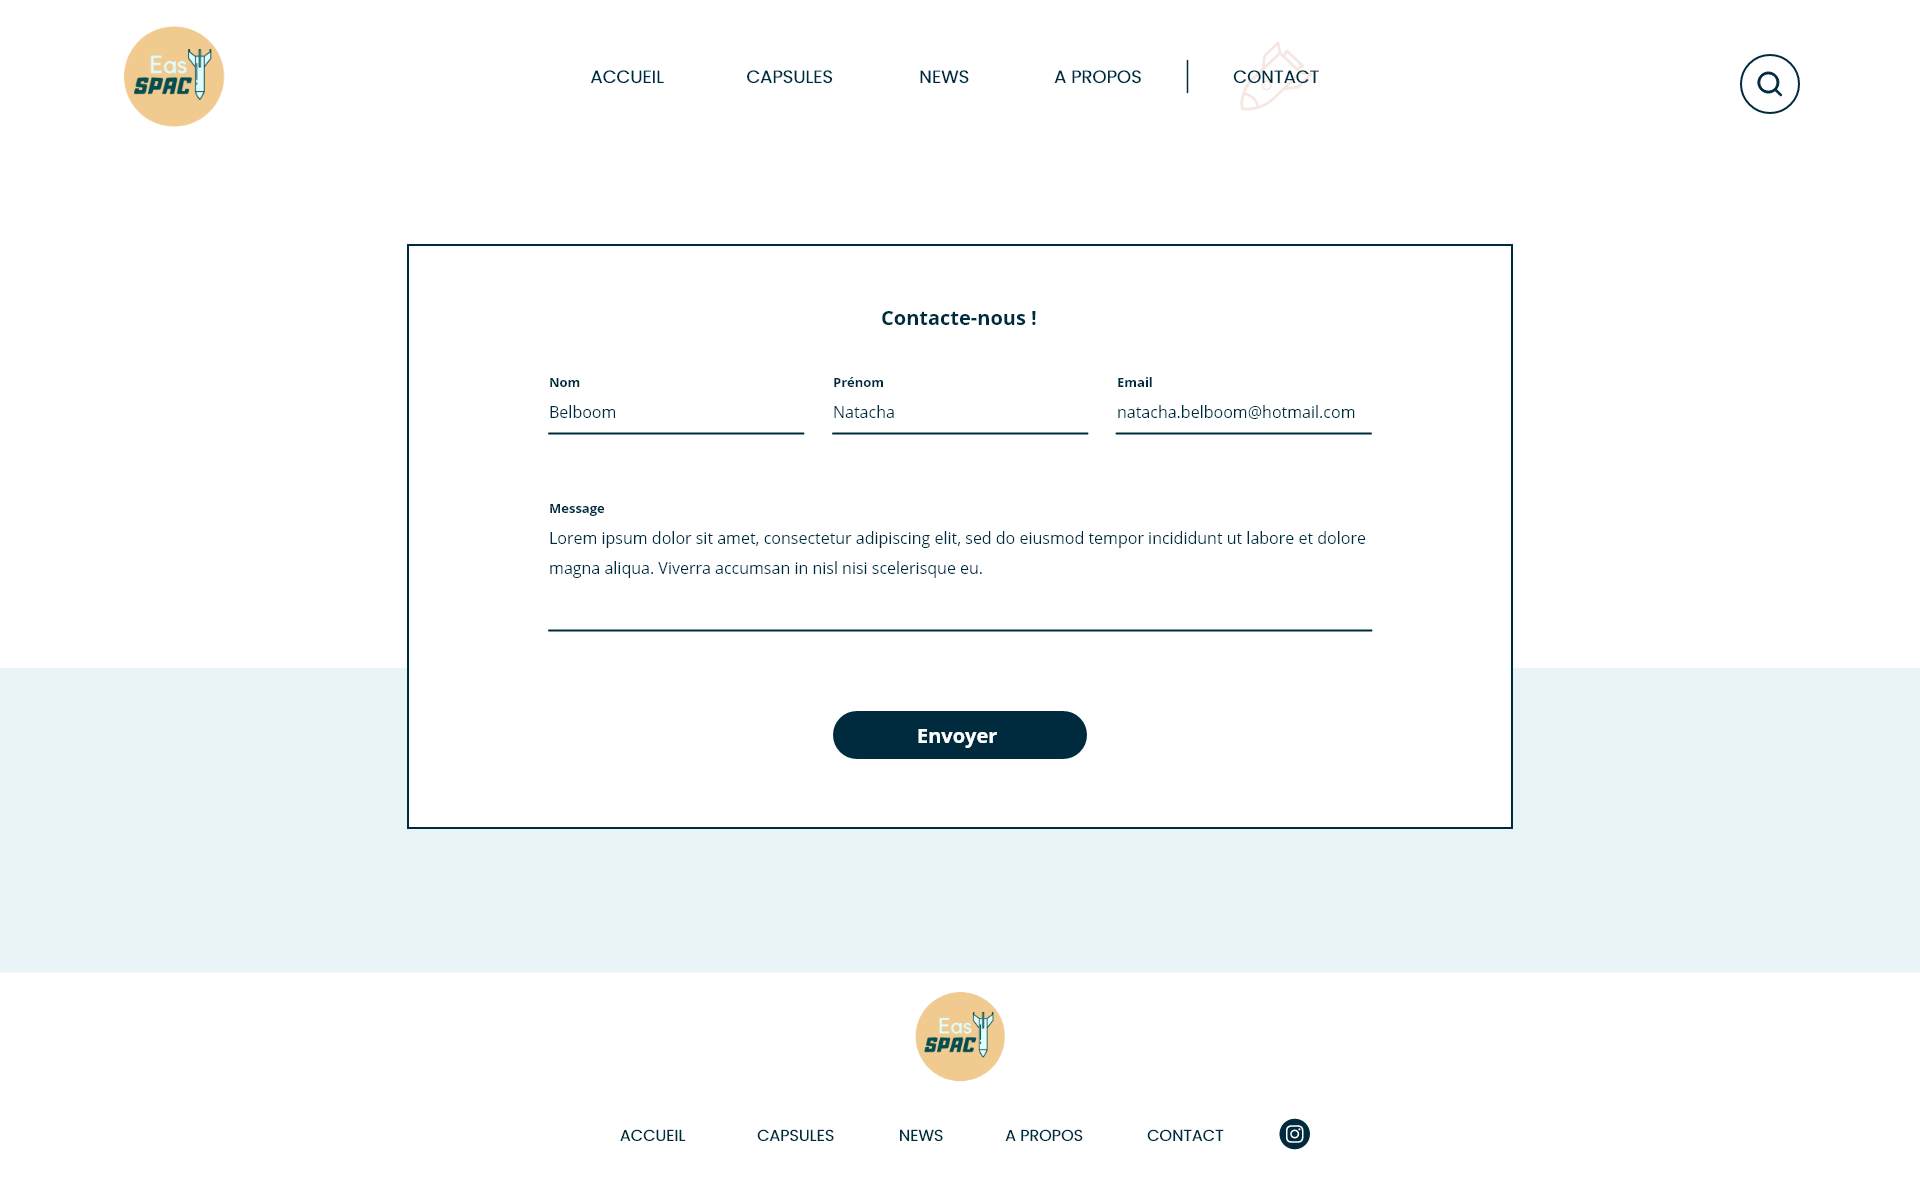 Eas
SPAC
ACCUEIL
CAPSULES
NEWS
A PROPOS
CONTACT
Contacte-nous !
Nom
Belboom
Prénom
Natacha
Email
natacha.belboom@hotmail.com
Message
Lorem ipsum dolor sit amet, consectetur adipiscing elit, sed do eiusmod tempor incididunt ut labore et dolore
magna aliqua. Viverra accumsan in nisl nisi scelerisque eu.
Envoyer
Eas
SPAC
ACCUEIL
CAPSULES
NEWS
A PROPOS
CONTACT